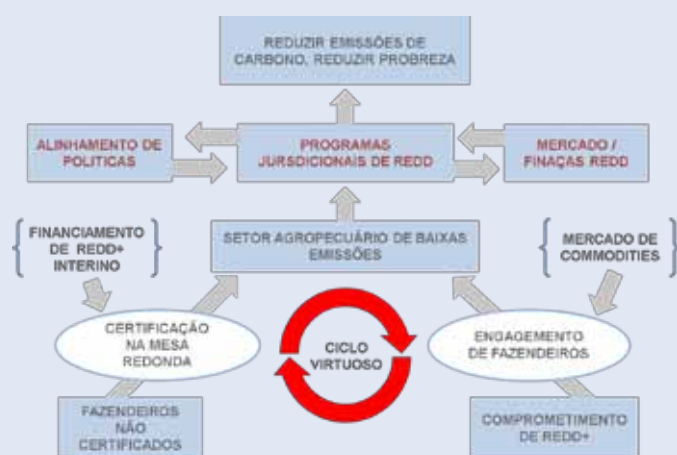 REDUZIR EMISSÕES DE
CARBONO, REDUZIR PROBREZA
ALINHAMENTO DE
POLITICAS
PROGRAMAS
JURSDICIONAIS DE REDD
MERCADO /
FINAÇAS REDD
FINANCIAMENTO
DE REDD+
INTERINO
SETOR AGROPECUÁRIO DE BAIXAS
EMISSÕES
MERCADO DE
COMMODITIES
CERTIFICAÇÃO
NA MESA
REDONDA
CICLO
VIRTUOSO
ENGAGEMENTO
DE FAZENDEIROS
FAZENDEIROS
NÃO
CERTIFICADOS
COMPROMETIMENTO
DE REDD+